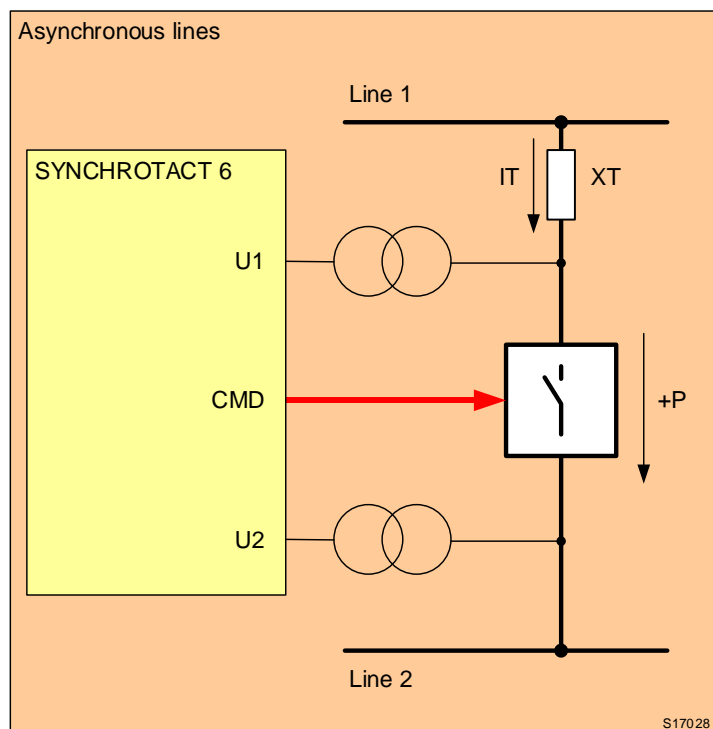 Asynchronous lines
Line 1
SYNCHROTACT 6
IT
XT
U1
CMD
+P
U2
Line 2
S17028